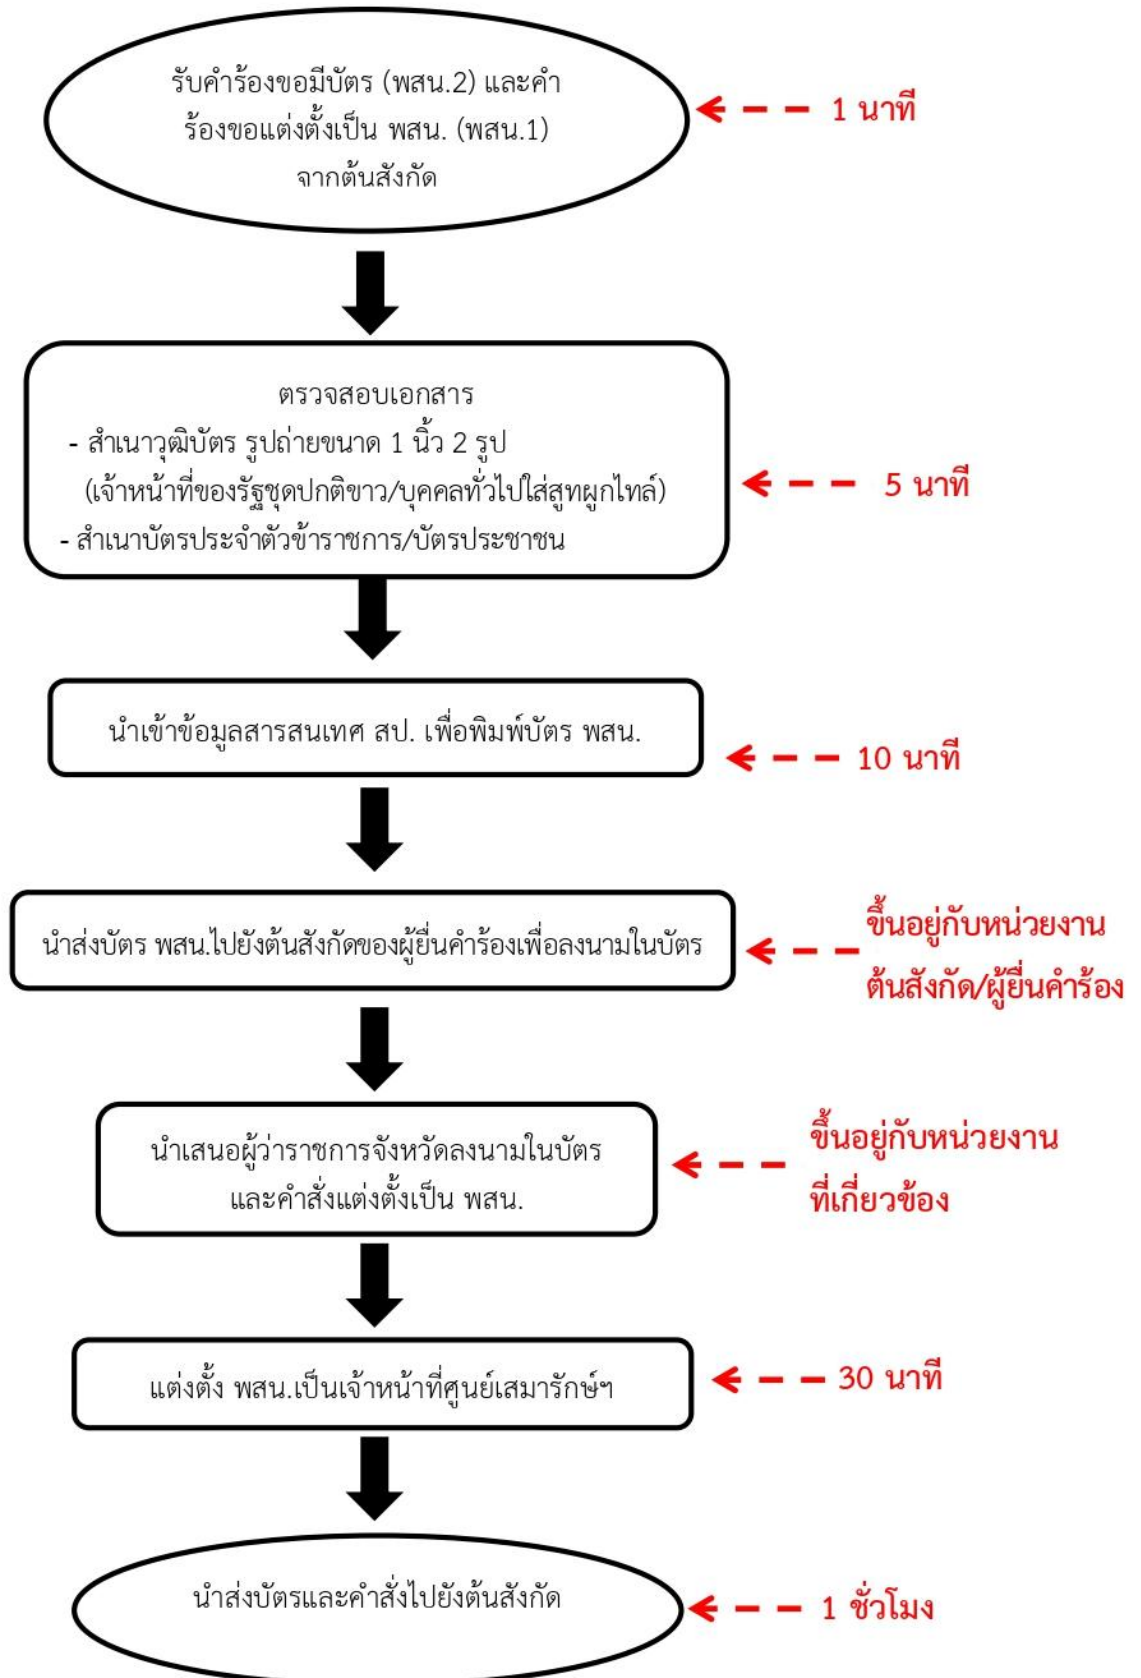 รับคำร้องขอมีบัตร (พสน.2) และคำ
ร้องขอแต่งตั้งเป็น พสน. (พสน.1)
จากต้นสังกัด
1 นาที
ตรวจสอบเอกสาร
- สำเนาวุฒิบัตร รูปถ่ายขนาด 1 นิ้ว 2 รูป
(เจ้าหน้าที่ของรัฐชุดปกติขาว/บุคคลทั่วไปใส่สูทผูกไทล์)
- สำเนาบัตรประจำตัวข้าราชการ/บัตรประชาชน
5 นาที
นำเข้าข้อมูลสารสนเทศ สป. เพื่อพิมพ์บัตร พสน.
10 นาที
นำส่งบัตร พสน.ไปยังต้นสังกัดของผู้ยื่นคำร้องเพื่อลงนามในบัตร
ขึ้นอยู่กับหน่วยงาน
ต้นสังกัด/ผู้ยื่นคำร้อง
นำเสนอผู้ว่าราชการจังหวัดลงนามในบัตร
และคำสั่งแต่งตั้งเป็น พสน.
ขึ้นอยู่กับหน่วยงาน
ที่เกี่ยวข้อง
แต่งตั้ง พสน.เป็นเจ้าหน้าที่ศูนย์เสมารักษ์ฯ
30 นาที
นำส่งบัตรและคำสั่งไปยังต้นสังกัด
1 ชั่วโมง